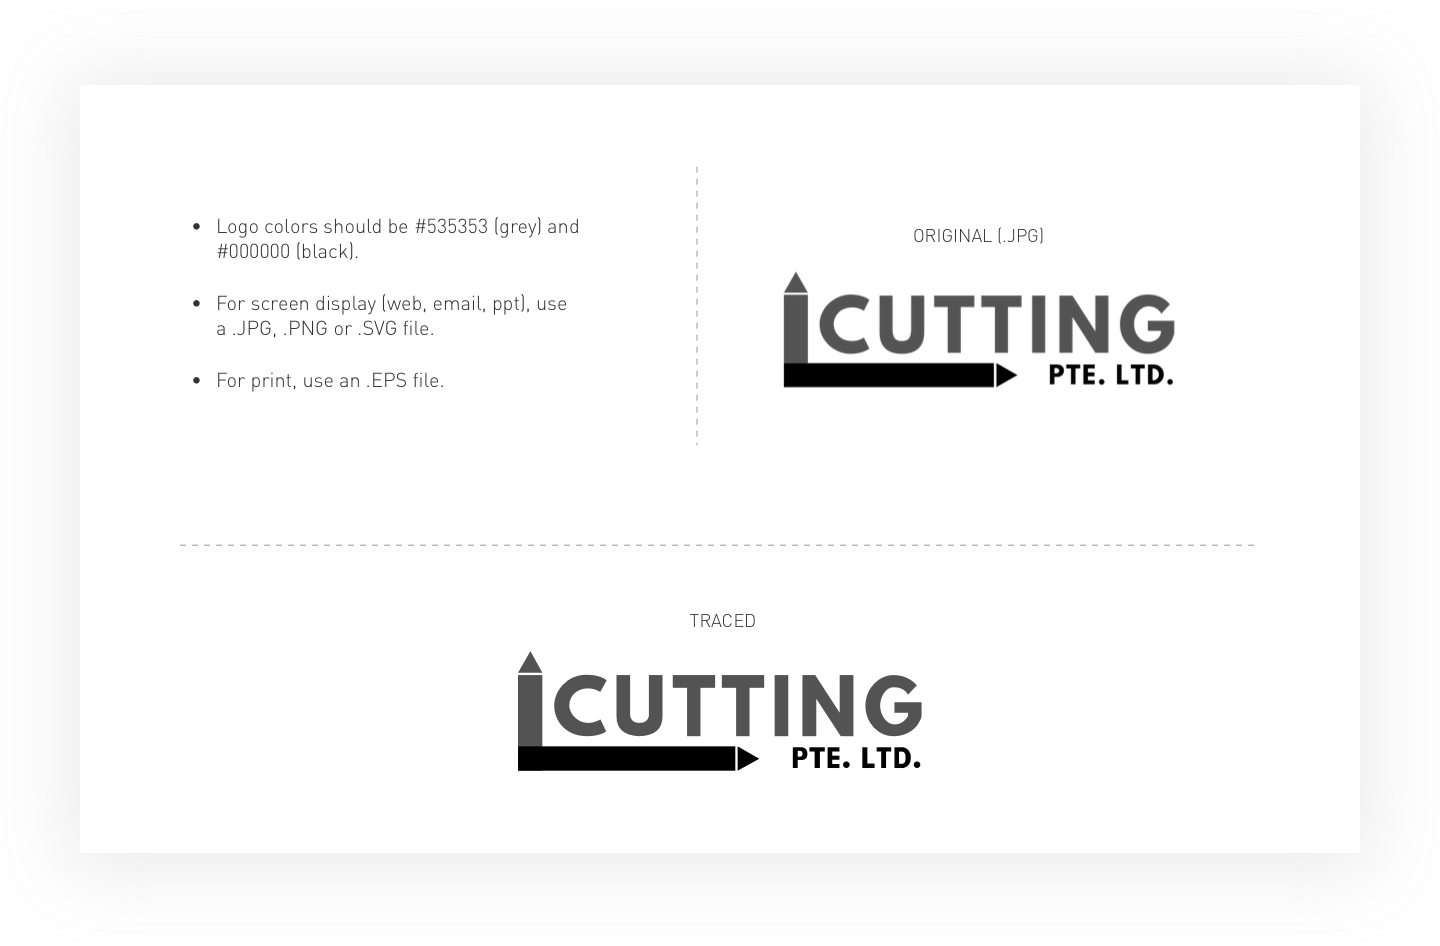 • Logo colors should be #535353 (grey) and
#000000 (black).
• For screen display (web, email, ppt), use
a .JPG, .PNG or .SVG file.
• For print, use an .EPS file.
ORIGINAL (.JPG)
CUTTING
PTE. LTD.
TRACED
CUTTING
PTE. LTD.